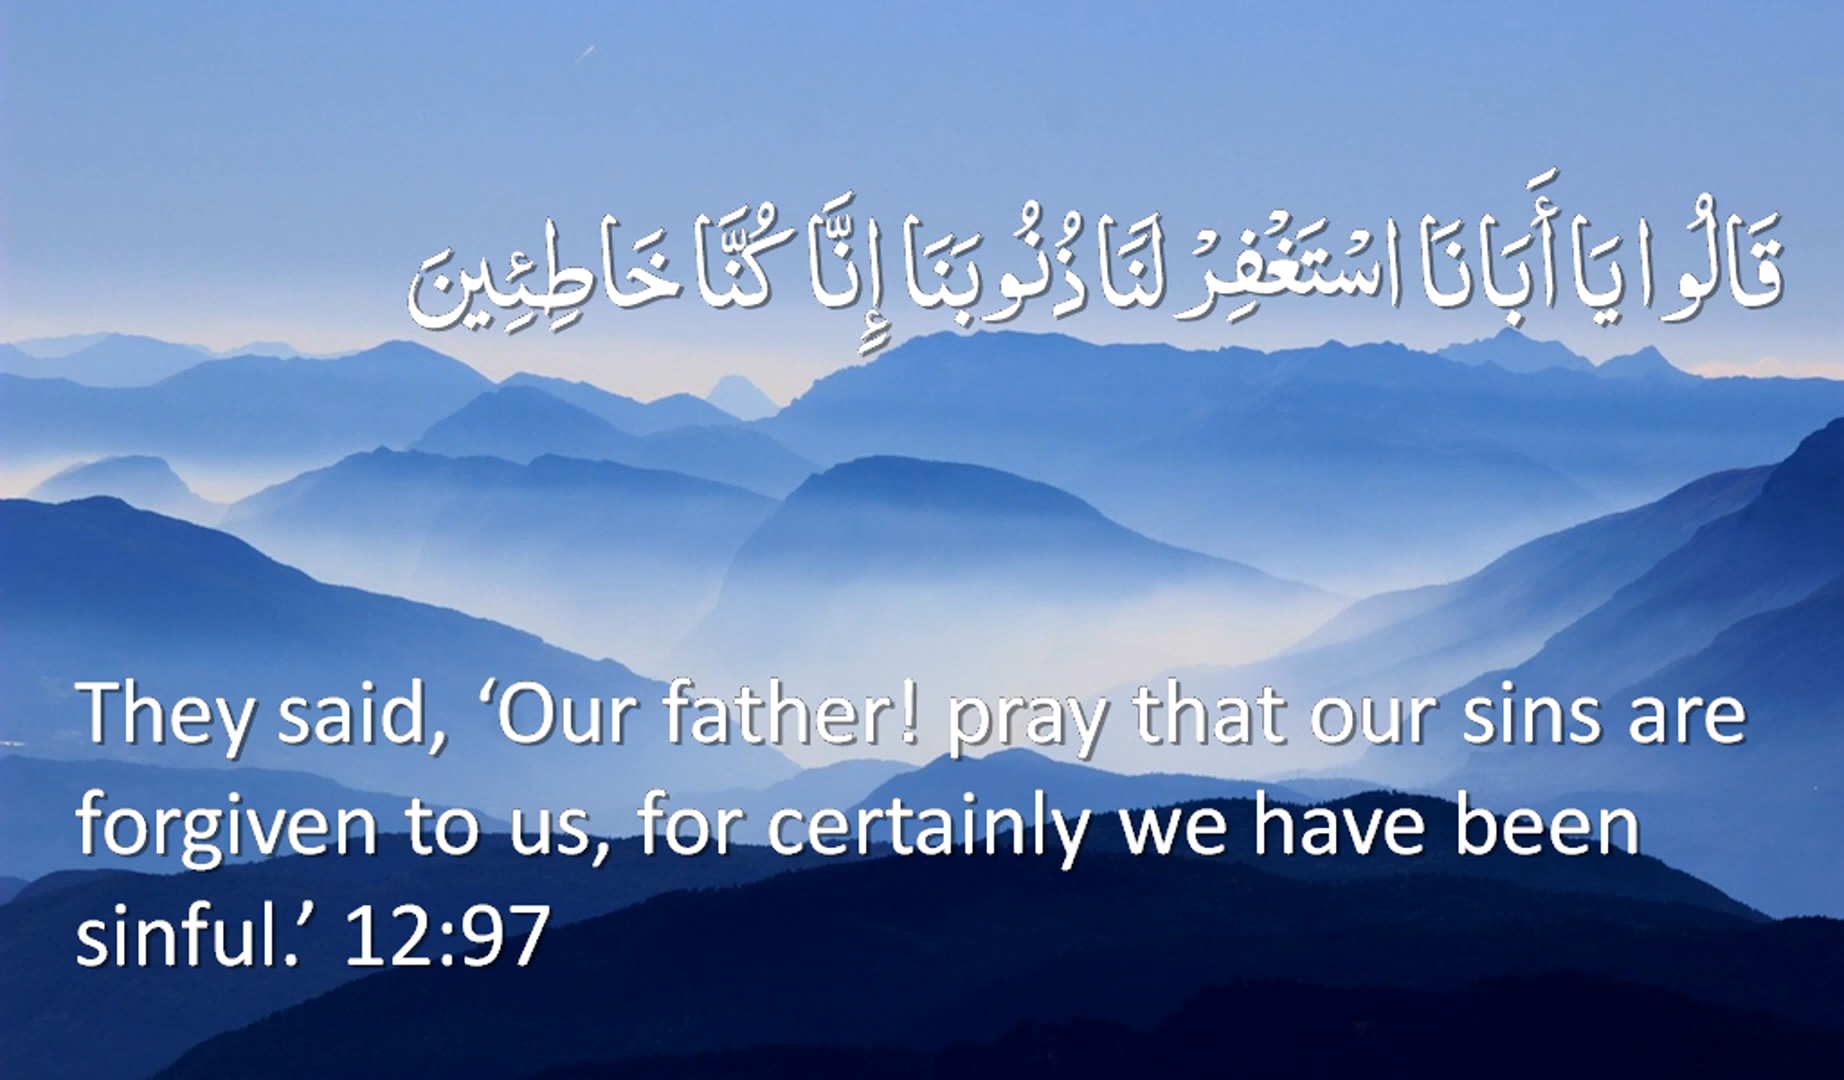 قَالُوا يَا أَبَانَا اسْتَغْفِرْ لَنَا ذُنُوبَنَا إِنَّا كُنَّا خَاطِئِينَ
They said, ‘Our father! pray that our sins are
forgiven to us, for certainly we have been
sinful.’ 12:97